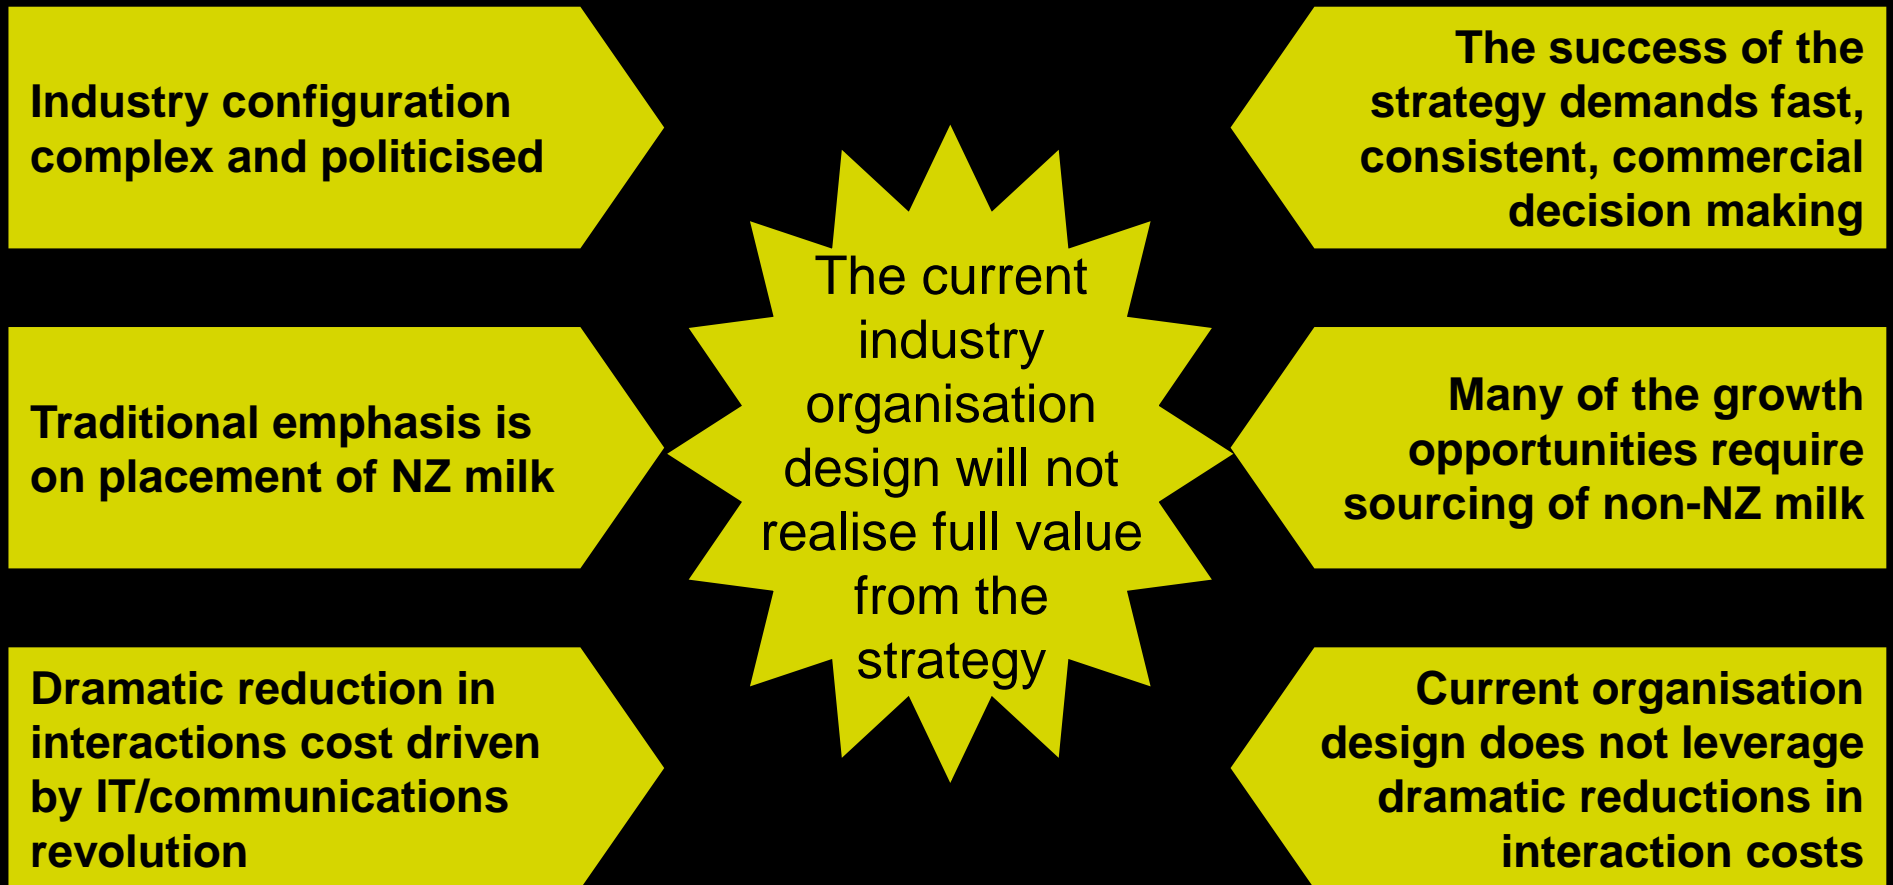 Industry configuration
complex and politicised
The success of the
strategy demands fast,
consistent, commercial
decision making
The current
industry
organisation
design will not
realise full value
from the
strategy
Traditional emphasis is
on placement of NZ milk
Many of the growth
opportunities require
sourcing of non-NZ milk
Dramatic reduction in
interactions cost driven
by IT/communications
revolution
Current organisation
design does not leverage
dramatic reductions in
interaction costs